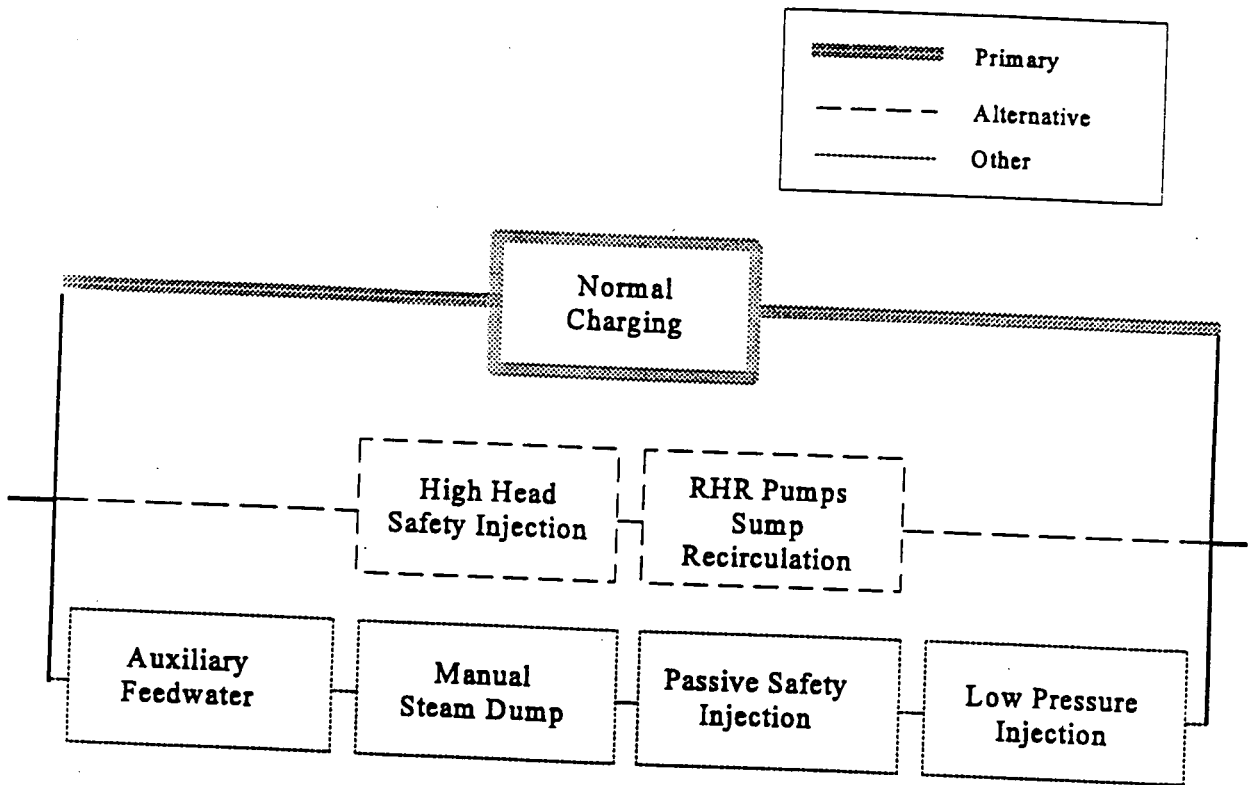 Primary
Alternative
Other
Normal
Charging
High Head
Safety Injection
RHR Pumps
Sump
Recirculation
Auxiliary
Feedwater
Manual
Steam Dump
Passive Safety
Injection
Low Pressure
Injection